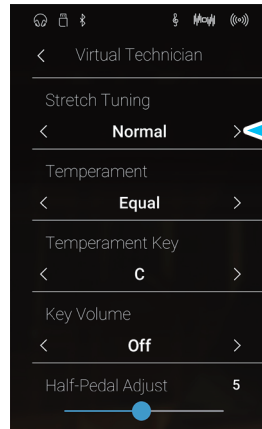 Virtual Technician
Stretch Tuning
Normal
Temperament
Equal
Temperament Key
C
Key Volume
Off
Half-Pedal Adjust 5